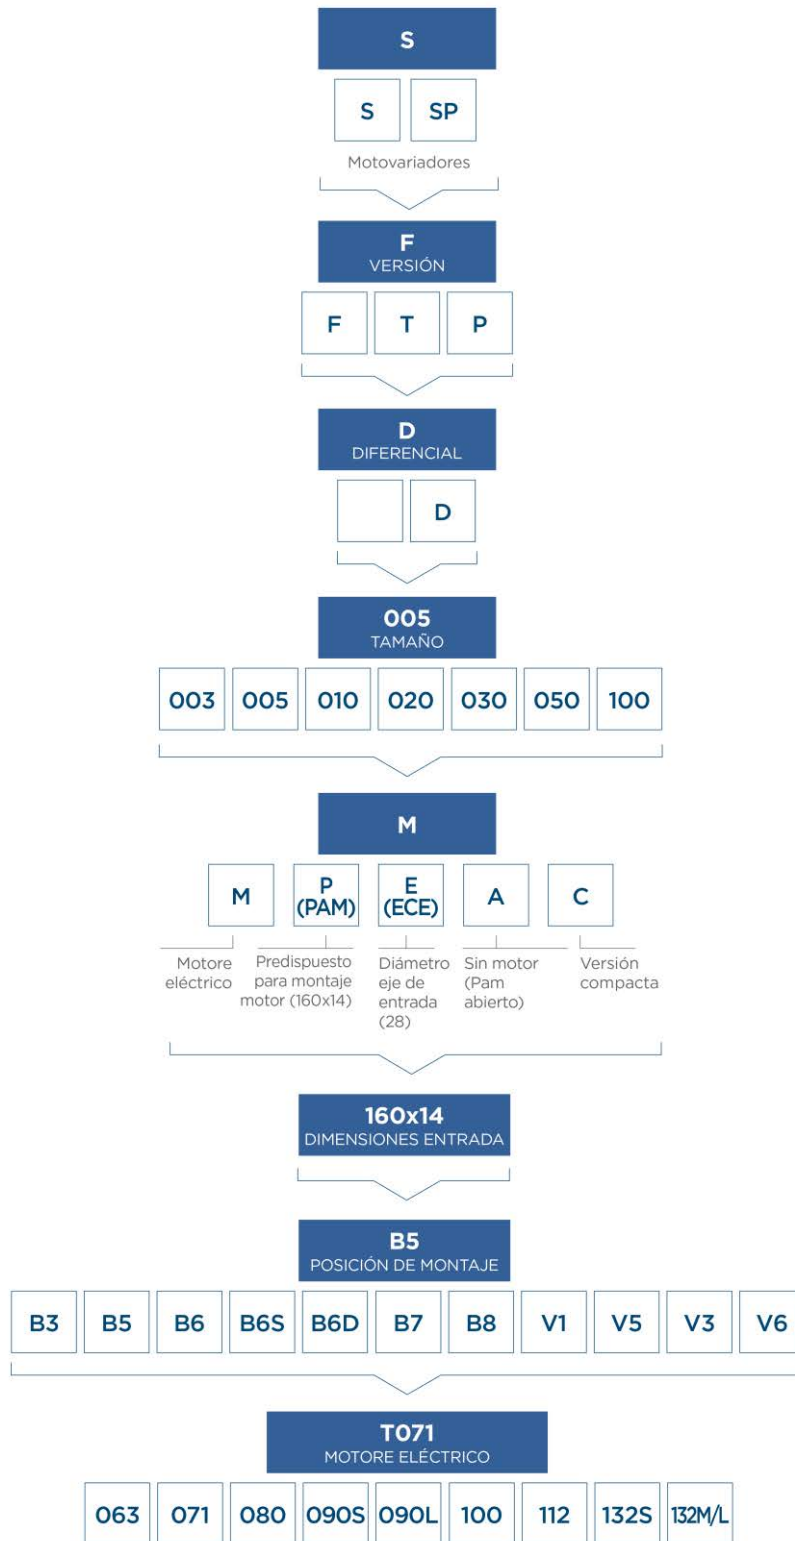 S
S SP
Motovariadores
F
VERSIÓN
F T P
D
DIFERENCIAL
D
005
TAMAÑO
003 005 010 020 030 050 100
M
M P (PAM) E (ECE) A C
Motore eléctrico
Predispuesto para montaje motor (160x14)
Diámetro eje de entrada (28)
Sin motor (Pam abierto)
Versión compacta
160x14
DIMENSIONES ENTRADA
B5
POSICIÓN DE MONTAJE
B3 B5 B6 B6S B6D B7 B8 V1 V5 V3 V6
T071
MOTORE ELÉCTRICO
063 071 080 090S 090L 100 112 132S 132M/L